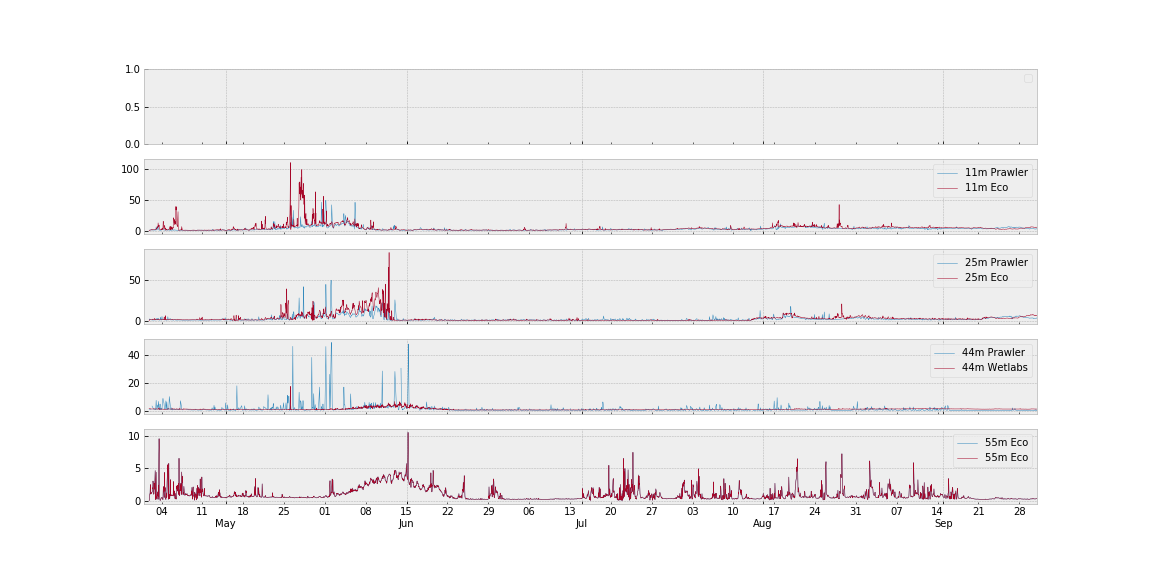 1.0
0.5
0.0
100
50
0
11m Prawler
11m Eco
50
0
25m Prawler
25m Eco
40
20
0
44m Prawler
44m Wetlabs
10
5
0
55m Eco
55m Eco
04 11 18 25 01 08 15 22 29 06 13 20 27 03 10 17 24 31 07 14 21 28
May Jun Jul Aug Sep